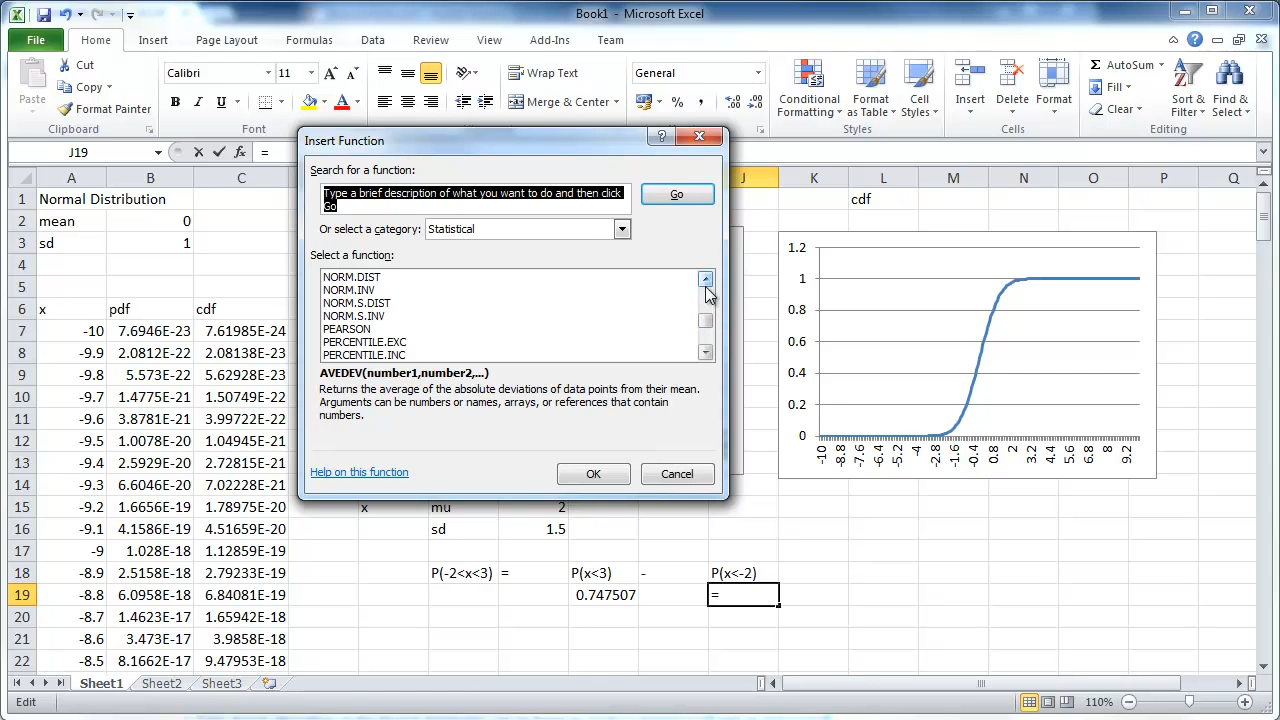 Book1 - Microsoft Excel
File Home Insert Page Layout Formulas Data Review View Add-Ins Team
Paste
Cut
Copy
Format Painter
Clipboard
Calibri 11
B I U
Font
Wrap Text
Merge & Center
Alignment
General
$ % ,
Number
Conditional Formatting
Format as Table
Cell Styles
Styles
Insert
Delete
Format
Cells
AutoSum
Fill
Clear
Sort & Filter
Find & Select
Editing
J19 fx =
A B C J K L M N O P Q
1 Normal Distribution cdf
2 mean 0
3 sd 1
4
5
6 x pdf cdf
7 -10 7.6946E-23 7.61985E-24
8 -9.9 2.0812E-22 2.08138E-23
9 -9.8 5.573E-22 5.62928E-23
10 -9.7 1.4775E-21 1.50749E-22
11 -9.6 3.8781E-21 3.99722E-22
12 -9.5 1.0078E-20 1.04945E-21
13 -9.4 2.5929E-20 2.72815E-21
14 -9.3 6.6046E-20 7.02228E-21
15 -9.2 1.6656E-19 1.78975E-20 x mu 2
16 -9.1 4.1586E-19 4.51659E-20 sd 1.5
17 -9 1.028E-18 1.12859E-19
18 -8.9 2.5158E-18 2.79233E-19 P(-2<x<3) = P(x<3) - P(x<-2)
19 -8.8 6.0958E-18 6.84081E-19 0.747507 =
20 -8.7 1.4623E-17 1.65942E-18
21 -8.6 3.473E-17 3.9858E-18
22 -8.5 8.1662E-17 9.47953E-18
Insert Function
Search for a function:
Type a brief description of what you want to do and then click
Go
Go
Or select a category: Statistical
Select a function:
NORM.DIST
NORM.INV
NORM.S.DIST
NORM.S.INV
PEARSON
PERCENTILE.EXC
PERCENTILE.INC
AVEDEV(number1,number2,...)
Returns the average of the absolute deviations of data points from their mean.
Arguments can be numbers or names, arrays, or references that contain
numbers.
Help on this function
OK Cancel
1.2
1
0.8
0.6
0.4
0.2
0
-10 -8.8 -7.6 -6.4 -5.2 -4 -2.8 -1.6 -0.4 0.8 2 3.2 4.4 5.6 6.8 8 9.2
Sheet1 Sheet2 Sheet3
Edit 110%